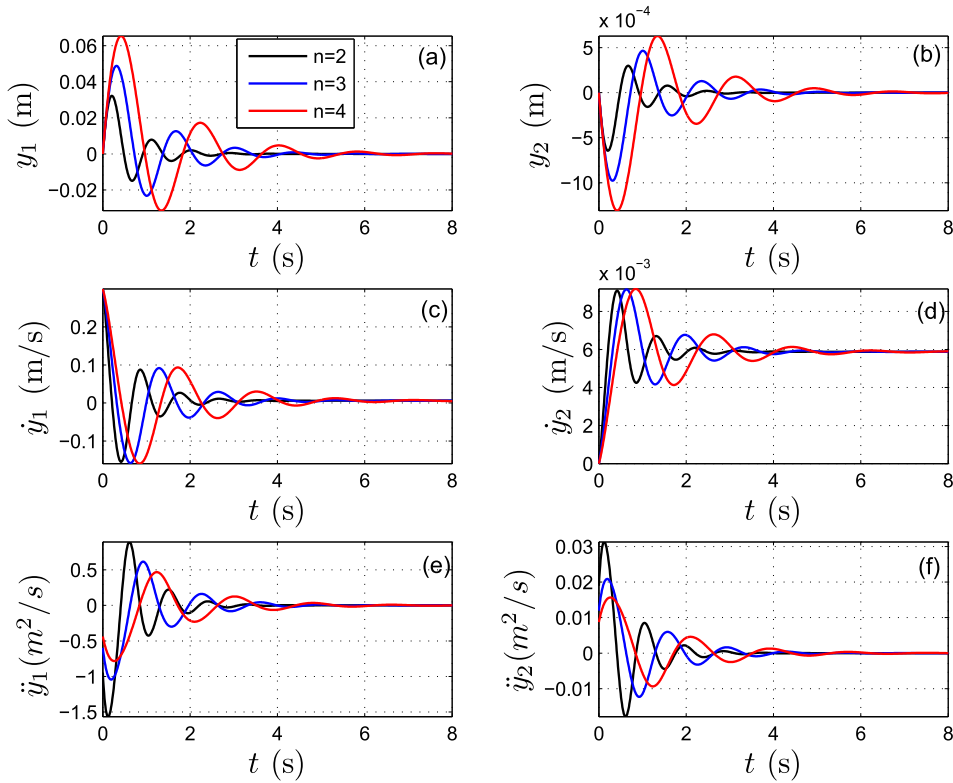 x 10⁻⁴
0.06
0.04
0.02
0
−0.02
y₁ (m)
(a)
n=2
n=3
n=4
0 2 4 6 8
t (s)
5
0
−5
−10
y₂ (m)
(b)
0 2 4 6 8
t (s)
x 10⁻³
0.2
0.1
0
−0.1
ẏ₁ (m/s)
(c)
0 2 4 6 8
t (s)
8
6
4
2
0
ẏ₂ (m/s)
(d)
0 2 4 6 8
t (s)
0.5
0
−0.5
−1
−1.5
ÿ₁(m²/s)
(e)
0 2 4 6 8
t (s)
0.03
0.02
0.01
0
−0.01
ÿ₂(m²/s)
(f)
0 2 4 6 8
t (s)